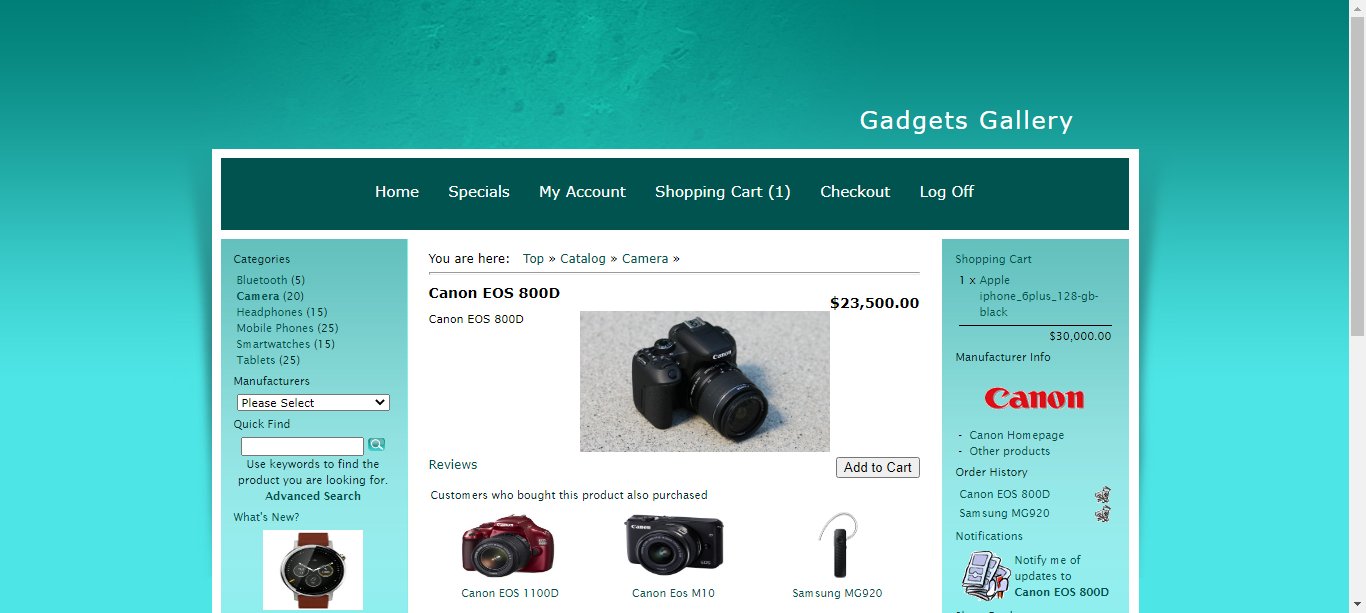 Gadgets Gallery
Home Specials My Account Shopping Cart (1) Checkout Log Off
Categories
Bluetooth (5)
Camera (20)
Headphones (15)
Mobile Phones (25)
Smartwatches (15)
Tablets (25)
Manufacturers
Please Select
Quick Find
Use keywords to find the
product you are looking for.
Advanced Search
What's New?
You are here: Top » Catalog » Camera »
Canon EOS 800D
$23,500.00
Canon EOS 800D
Reviews
Add to Cart
Customers who bought this product also purchased
Canon EOS 1100D
Canon Eos M10
Samsung MG920
Shopping Cart
1 x Apple
iphone_6plus_128-gb-
black
$30,000.00
Manufacturer Info
Canon
- Canon Homepage
- Other products
Order History
Canon EOS 800D
Samsung MG920
Notifications
Notify me of
updates to
Canon EOS 800D